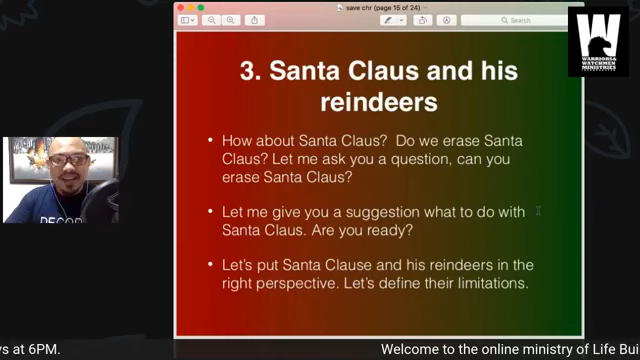 save chr (page 15 of 24)
Search
WARRIORS &
WATCHMEN
MINISTRIES
3. Santa Claus and his
reindeers
• How about Santa Claus? Do we erase Santa
Claus? Let me ask you a question, can you
erase Santa Claus?
• Let me give you a suggestion what to do with
Santa Claus. Are you ready?
• Let's put Santa Clause and his reindeers in the
right perspective. Let's define their limitations.
ys at 6PM.
Welcome to the online ministry of Life Bui